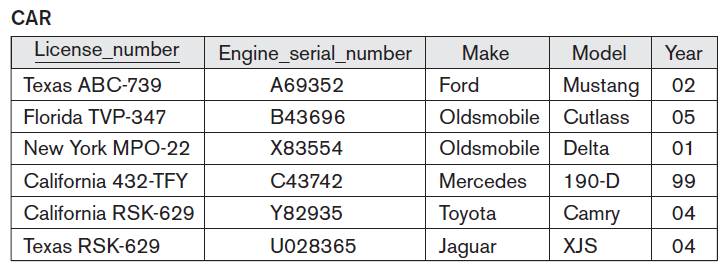 CAR
License_number Engine_serial_number Make Model Year
Texas ABC-739 A69352 Ford Mustang 02
Florida TVP-347 B43696 Oldsmobile Cutlass 05
New York MPO-22 X83554 Oldsmobile Delta 01
California 432-TFY C43742 Mercedes 190-D 99
California RSK-629 Y82935 Toyota Camry 04
Texas RSK-629 U028365 Jaguar XJS 04